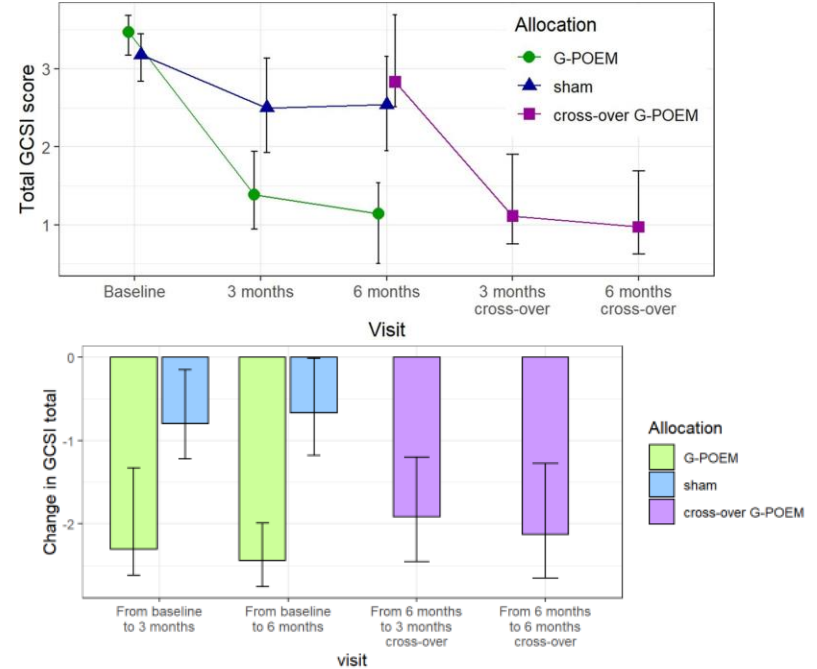 Total GCSI score
3
2
1
Allocation
G-POEM
sham
cross-over G-POEM
Baseline
3 months
6 months
3 months
cross-over
6 months
cross-over
Visit
Change in GCSI total
0
-1
-2
Allocation
G-POEM
sham
cross-over G-POEM
From baseline
to 3 months
From baseline
to 6 months
From 6 months
to 3 months
cross-over
From 6 months
to 6 months
cross-over
visit